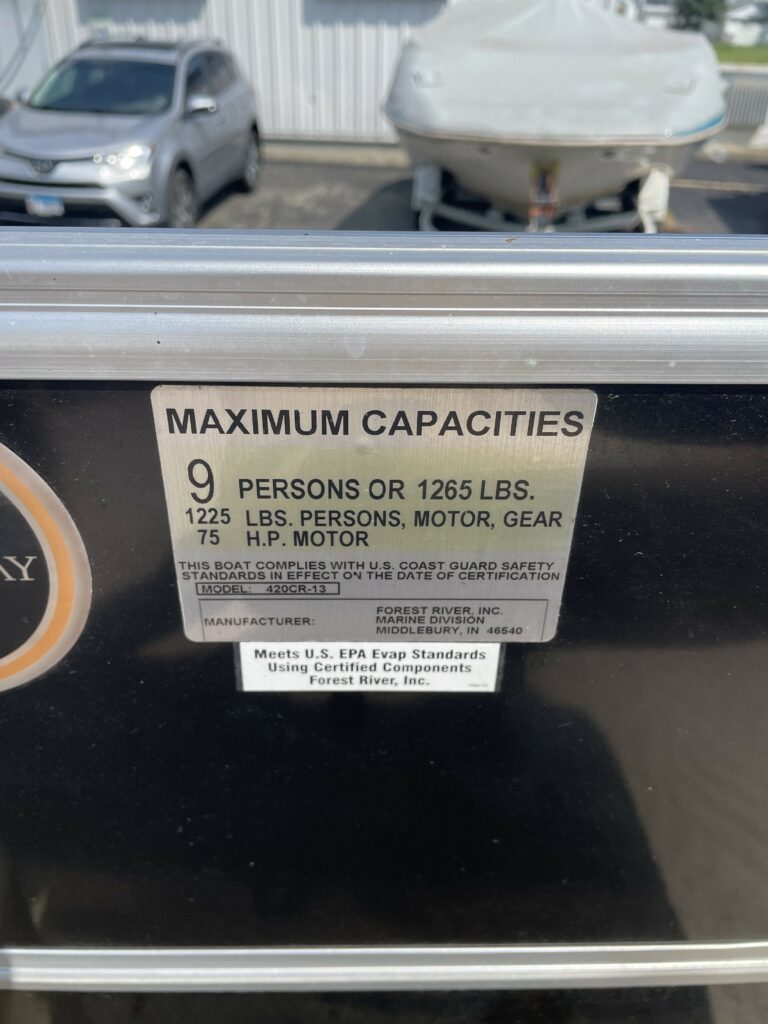 MAXIMUM CAPACITIES
9 PERSONS OR 1265 LBS.
1225 LBS. PERSONS, MOTOR, GEAR
75 H.P. MOTOR
THIS BOAT COMPLIES WITH U.S. COAST GUARD SAFETY
STANDARDS IN EFFECT ON THE DATE OF CERTIFICATION
MODEL: 420CR-13
MANUFACTURER:
FOREST RIVER, INC.
MARINE DIVISION
MIDDLEBURY, IN 46540
AY
Meets U.S. EPA Evap Standards
Using Certified Components
Forest River, Inc.